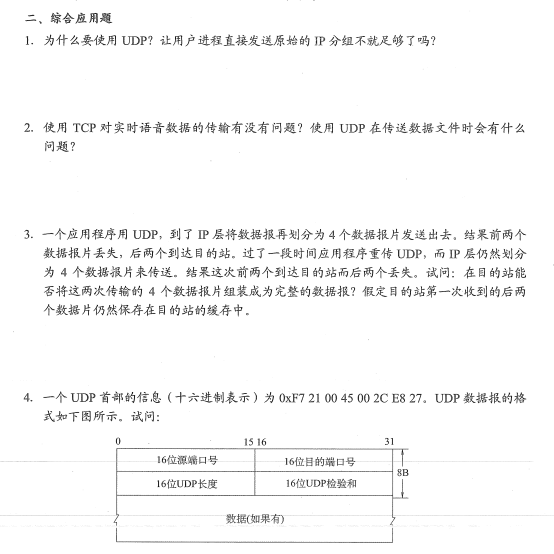 二、综合应用题
1. 为什么要使用 UDP？让用户进程直接发送原始的 IP 分组不就足够了吗？
2. 使用 TCP 对实时语音数据的传输有没有问题？使用 UDP 在传送数据文件时会有什么
问题？
3. 一个应用程序用 UDP，到了 IP 层将数据报再划分为 4 个数据报片发送出去。结果前两个
数据报片丢失，后两个到达目的站。过了一段时间应用程序重传 UDP，而 IP 层仍然划分
为 4 个数据报片来传送。结果这次前两个到达目的站而后两个丢失。试问：在目的站能
否将这两次传输的 4 个数据报片组装成为完整的数据报？假定目的站第一次收到的后两
个数据片仍然保存在目的站的缓存中。
4. 一个 UDP 首部的信息（十六进制表示）为 0xF7 21 00 45 00 2C E8 27。UDP 数据报的格
式如下图所示。试问：
0 15 16 31
16位源端口号 16位目的端口号
8B
16位UDP长度 16位UDP检验和
数据(如果有)